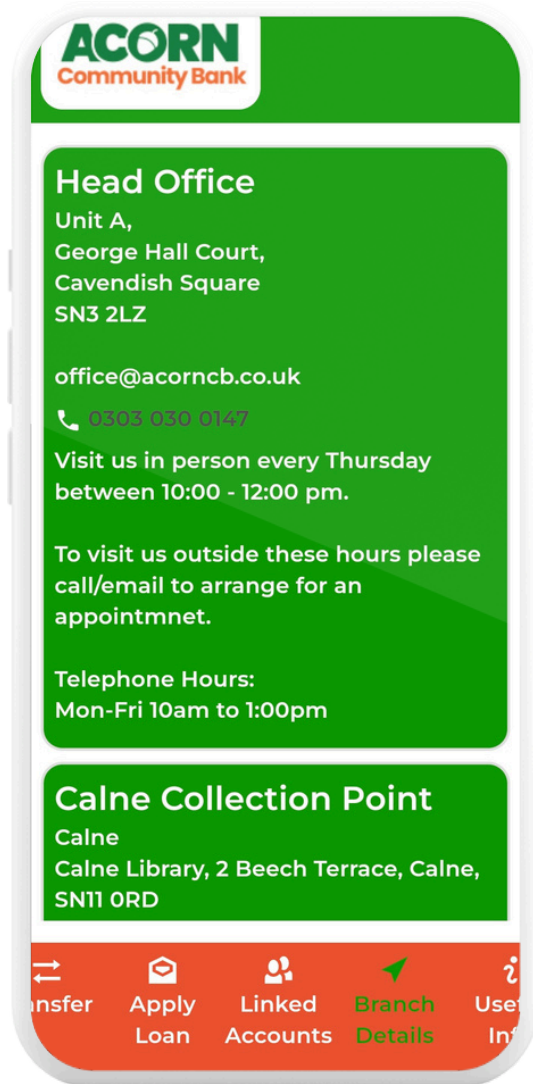 ACORN
Community Bank
Head Office
Unit A,
George Hall Court,
Cavendish Square
SN3 2LZ
office@acorncb.co.uk
0303 030 0147
Visit us in person every Thursday
between 10:00 - 12:00 pm.
To visit us outside these hours please
call/email to arrange for an
appointmnet.
Telephone Hours:
Mon-Fri 10am to 1:00pm
Calne Collection Point
Calne
Calne Library, 2 Beech Terrace, Calne,
SN11 0RD
nsfer Apply Linked Branch Usef
Loan Accounts Details Inf